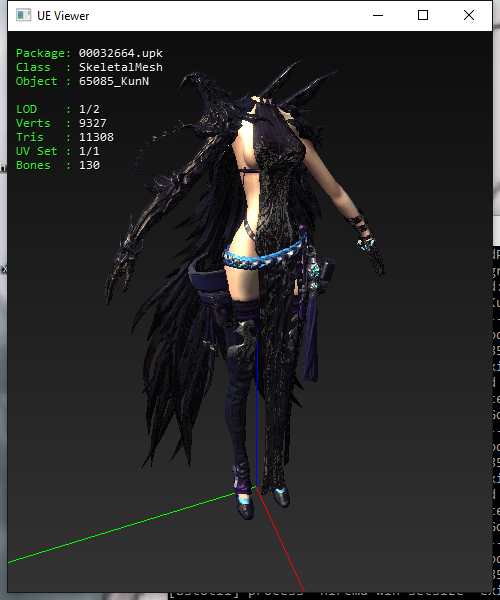 UE Viewer
Package: 00032664.upk
Class : SkeletalMesh
Object : 65085_KunN
LOD : 1/2
Verts : 9327
Tris : 11308
UV Set : 1/1
Bones : 130